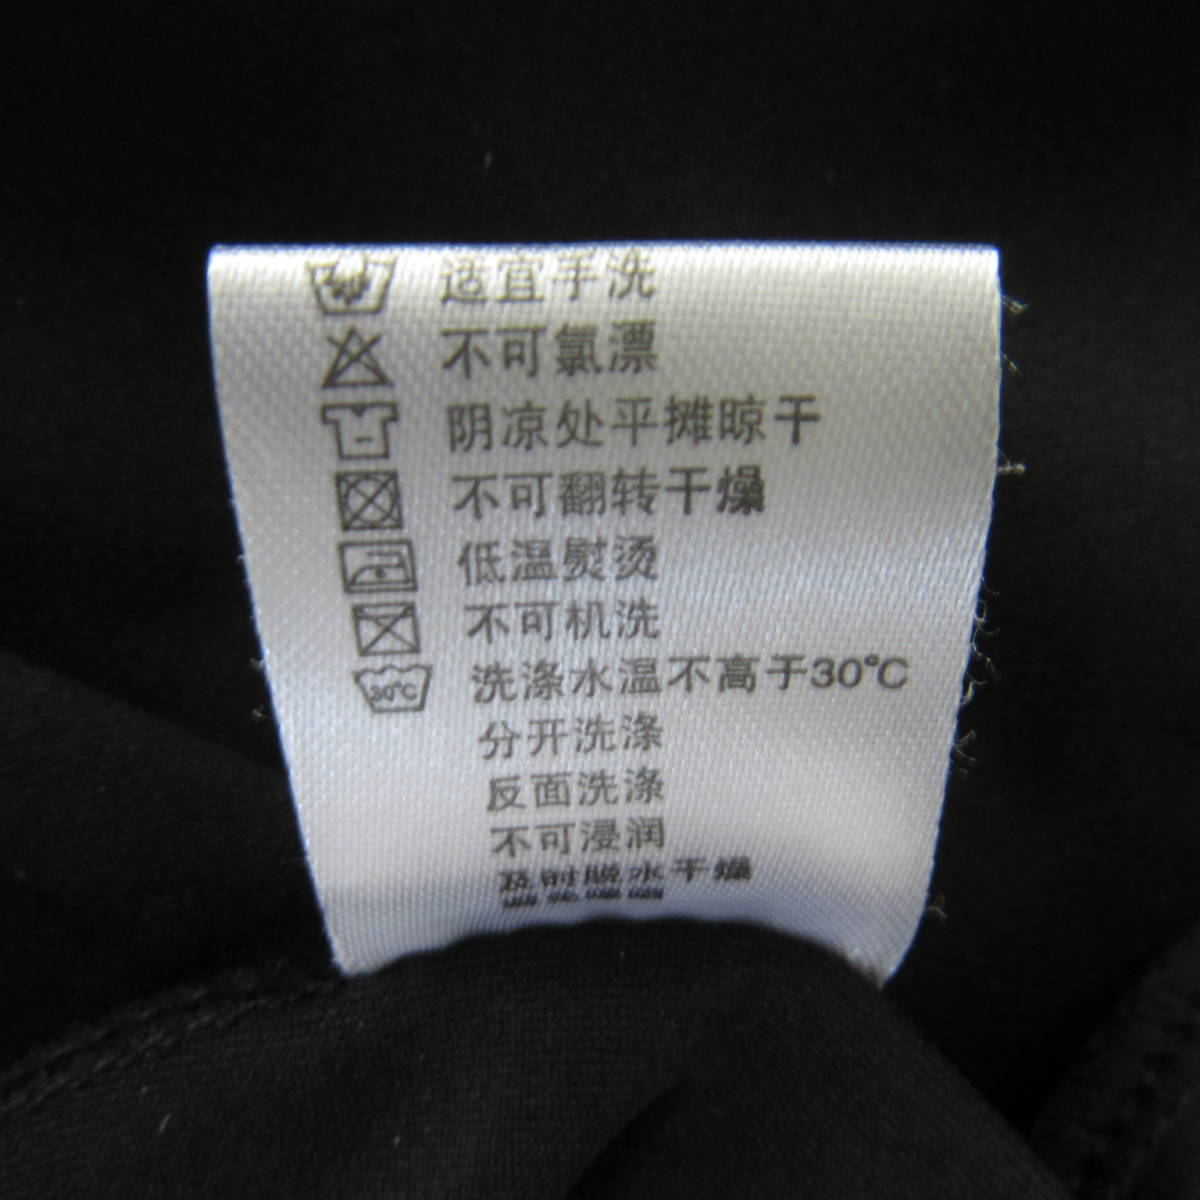 适宜手洗
不可氯漂
阴凉处平摊晾干
不可翻转干燥
低温熨烫
不可机洗
30℃ 洗涤水温不高于30℃
分开洗涤
反面洗涤
不可浸润
及时脱水干燥